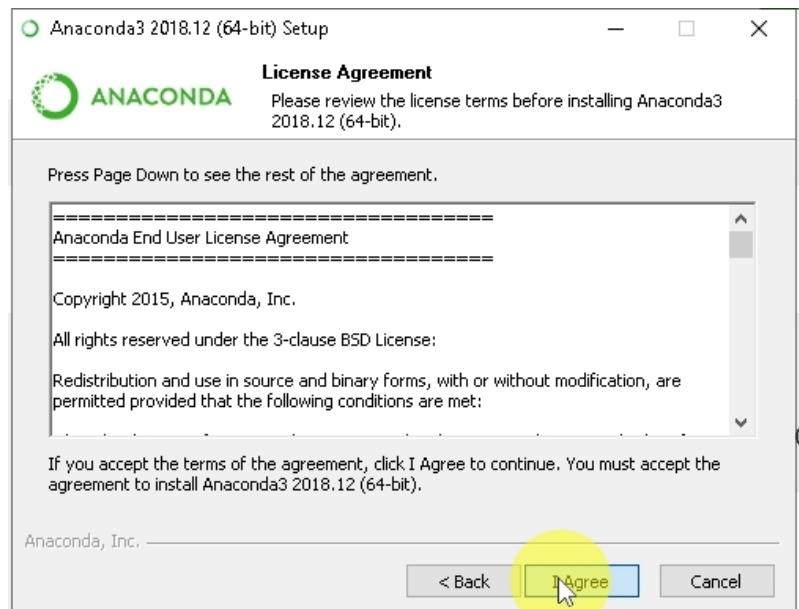 Anaconda3 2018.12 (64-bit) Setup
ANACONDA
License Agreement
Please review the license terms before installing Anaconda3
2018.12 (64-bit).
Press Page Down to see the rest of the agreement.
===================================
Anaconda End User License Agreement
===================================
Copyright 2015, Anaconda, Inc.
All rights reserved under the 3-clause BSD License:
Redistribution and use in source and binary forms, with or without modification, are
permitted provided that the following conditions are met:
If you accept the terms of the agreement, click I Agree to continue. You must accept the
agreement to install Anaconda3 2018.12 (64-bit).
Anaconda, Inc.
< Back
I Agree
Cancel